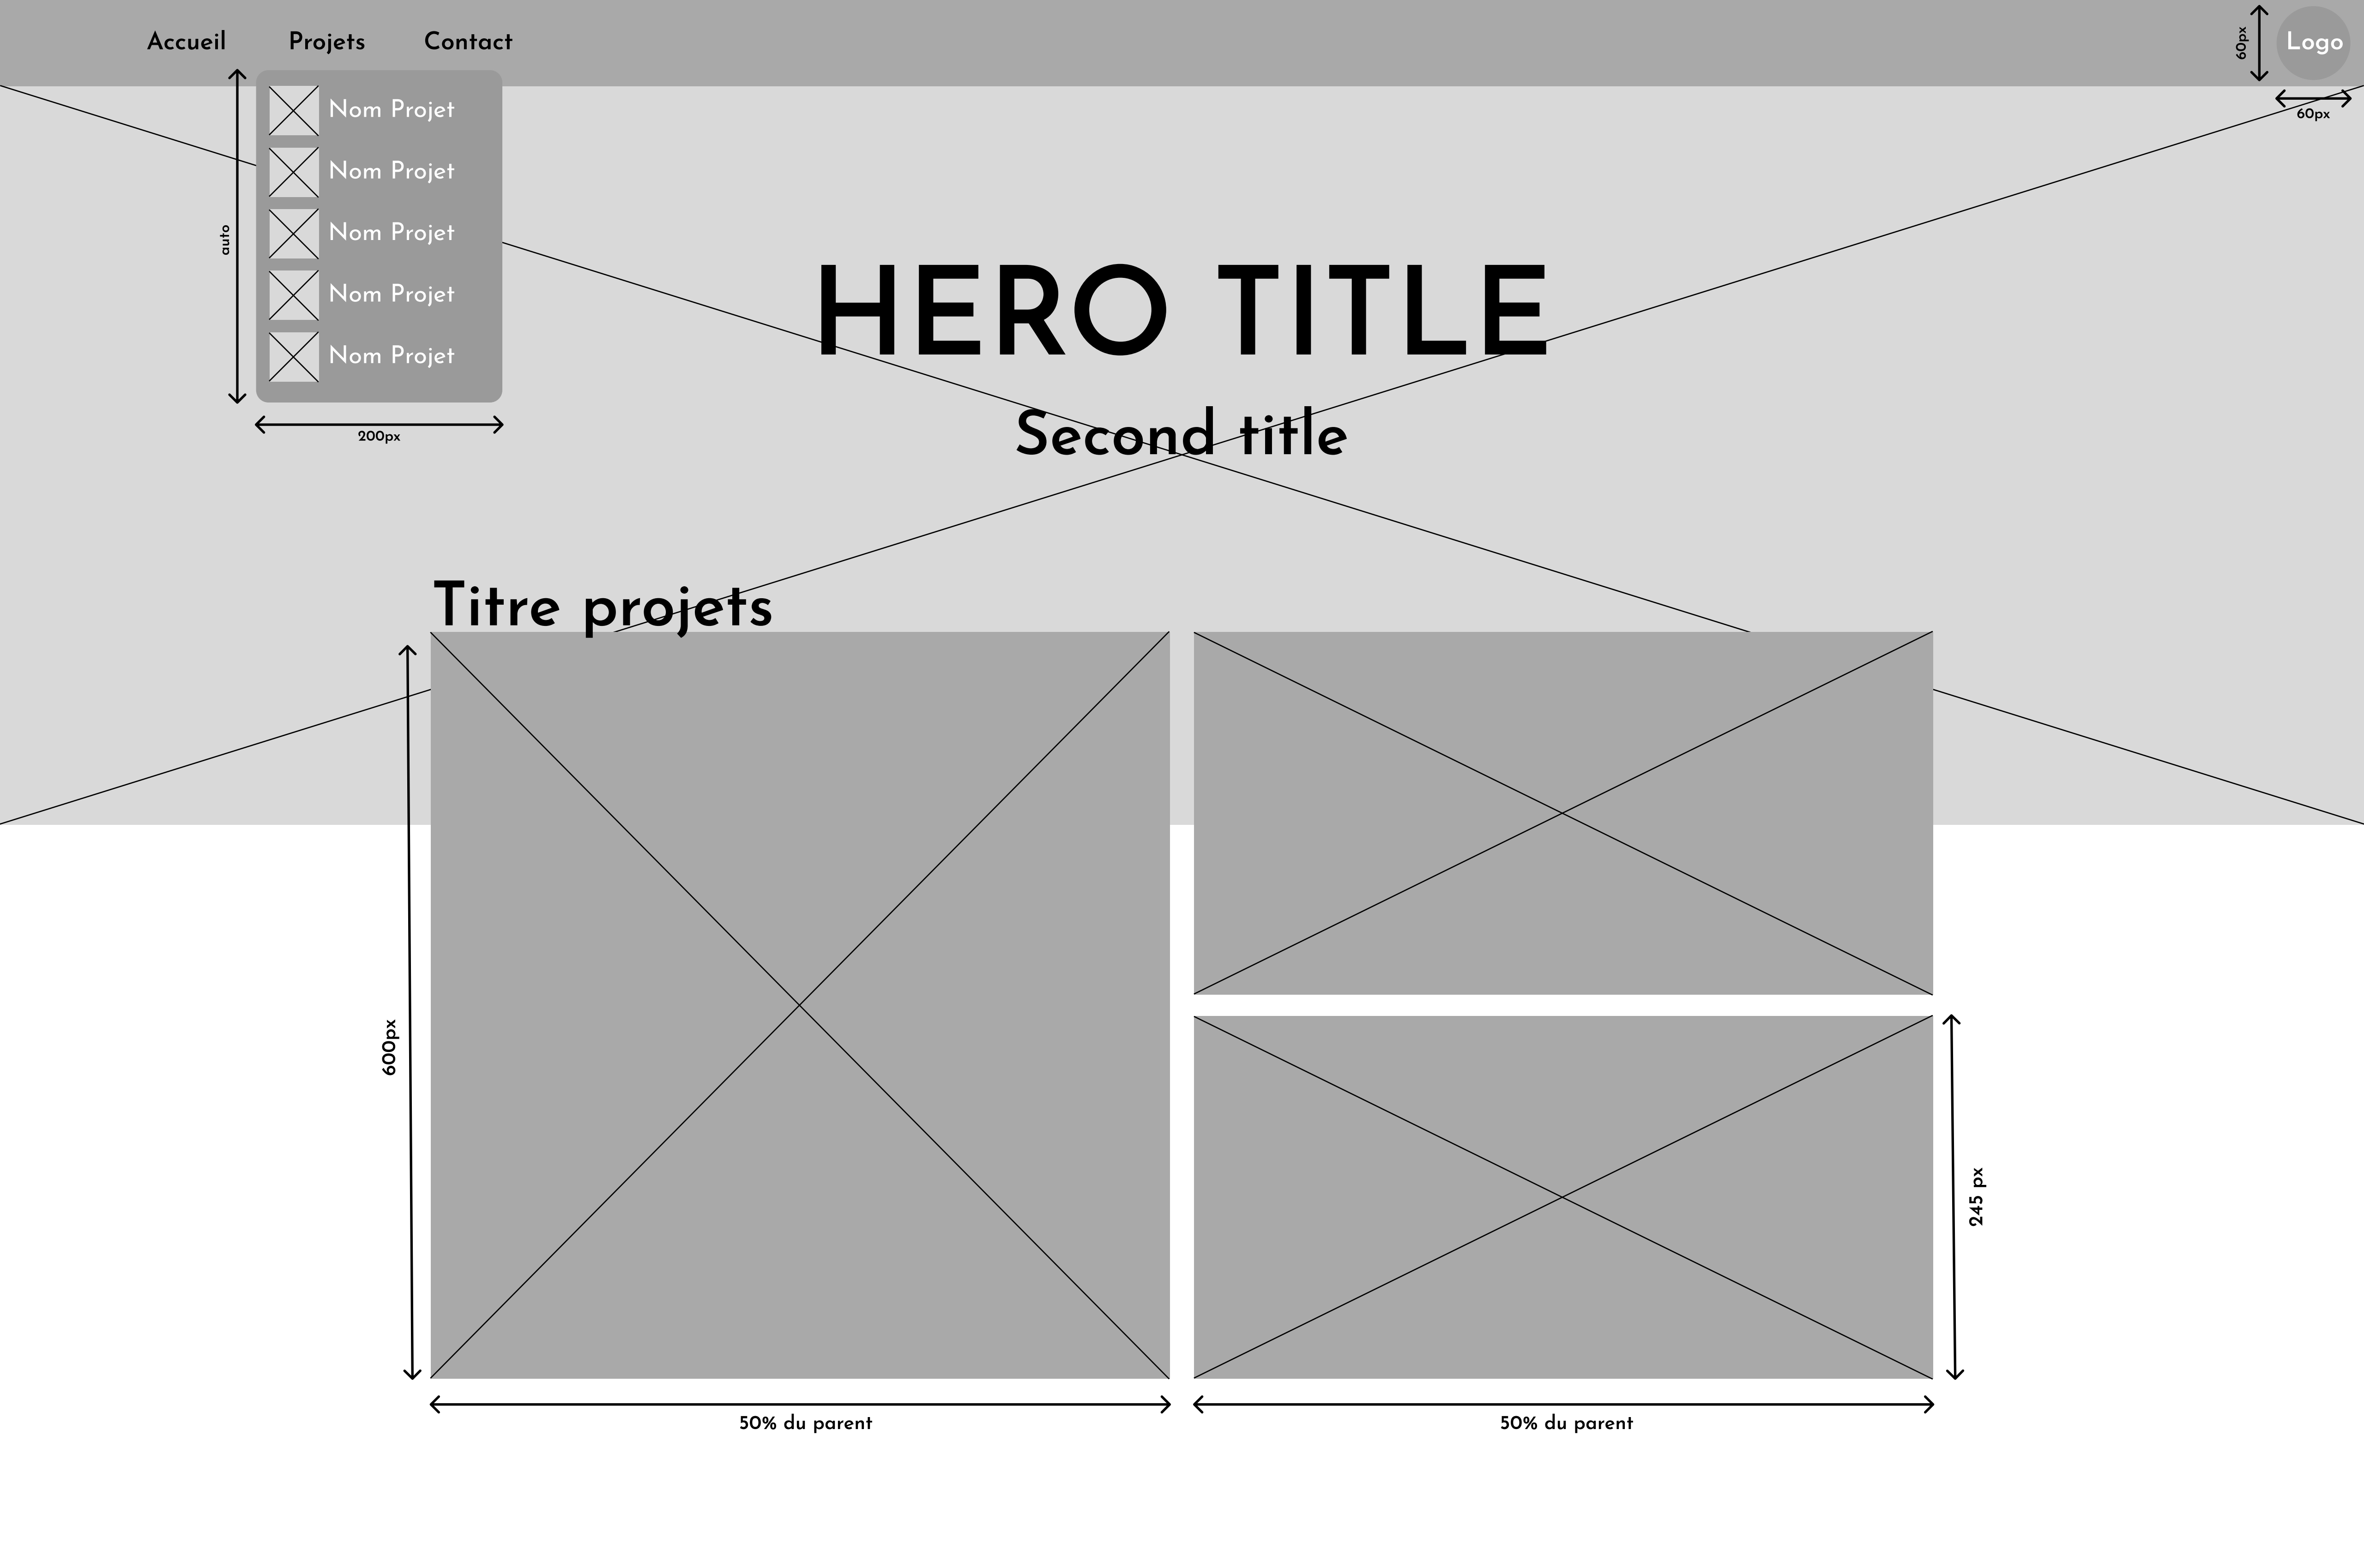 Accueil Projets Contact
60px
Logo
60px
Nom Projet
Nom Projet
Nom Projet
Nom Projet
Nom Projet
auto
200px
HERO TITLE
Second title
Titre projets
600px
245 px
50% du parent
50% du parent